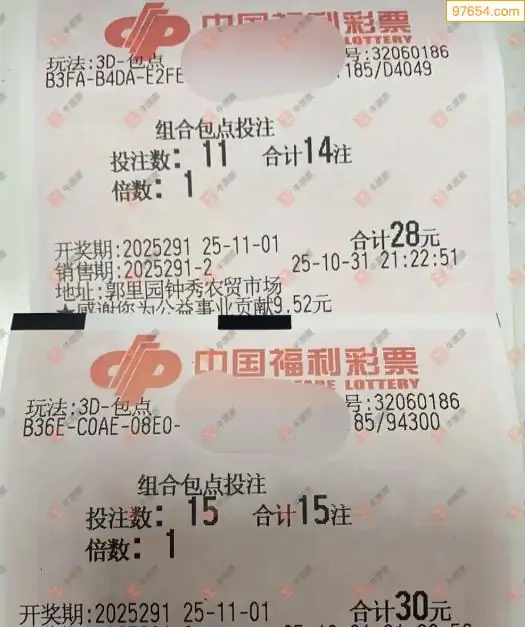 97654.com
中国福利彩票
LOTTERY
玩法:3D-包点 号:32060186
B3FA-B4DA-E2FE 185/D4049
组合包点投注
投注数: 11 合计14注
倍数: 1
开奖期:2025291 25-11-01 合计28元
销售期:2025291-2 25-10-31 21:22:51
地址:郭里园钟秀农贸市场
★感谢您为公益事业贡献9.52元
中国福利彩票
LOTTERY
玩法:3D-包点 号:32060186
B36E-C0AE-08E0- 85/94300
组合包点投注
投注数: 15 合计15注
倍数: 1
开奖期:2025291 25-11-01 合计30元